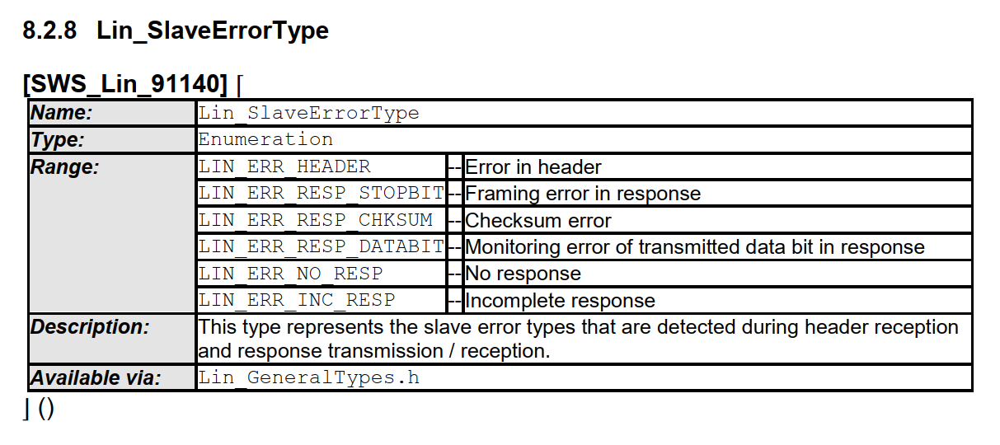 8.2.8 Lin_SlaveErrorType
[SWS_Lin_91140] ⌈
Name: Lin_SlaveErrorType
Type: Enumeration
Range: LIN_ERR_HEADER -- Error in header
LIN_ERR_RESP_STOPBIT -- Framing error in response
LIN_ERR_RESP_CHKSUM -- Checksum error
LIN_ERR_RESP_DATABIT -- Monitoring error of transmitted data bit in response
LIN_ERR_NO_RESP -- No response
LIN_ERR_INC_RESP -- Incomplete response
Description: This type represents the slave error types that are detected during header reception
and response transmission / reception.
Available via: Lin_GeneralTypes.h
⌋ ()